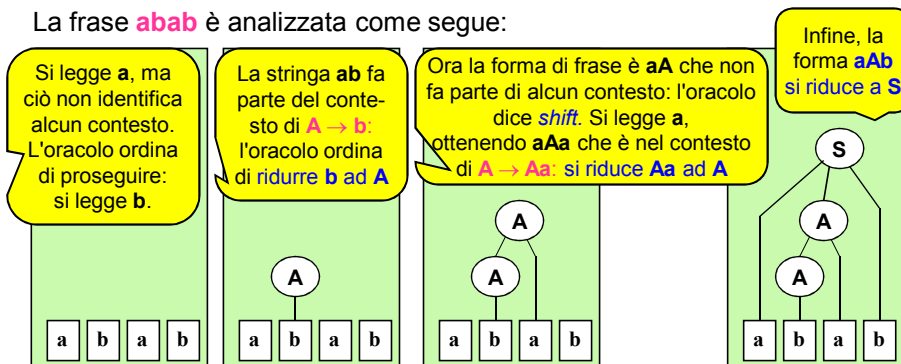 La frase abab è analizzata come segue:
Si legge a, ma
ciò non identifica
alcun contesto.
L'oracolo ordina
di proseguire:
si legge b.
La stringa ab fa
parte del conte-
sto di A → b:
l'oracolo ordina
di ridurre b ad A
Ora la forma di frase è aA che non
fa parte di alcun contesto: l'oracolo
dice shift. Si legge a,
ottenendo aAa che è nel contesto
di A → Aa: si riduce Aa ad A
Infine, la
forma aAb
si riduce a S
a b a b
A
a b a b
A
A
a b a b
S
A
A
a b a b